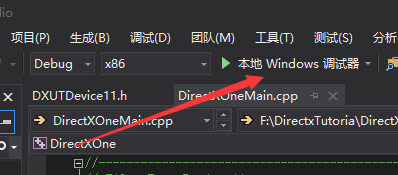 dio
项目(P) 生成(B) 调试(D) 团队(M) 工具(T) 测试(S) 分析
Debug x86 本地 Windows 调试器
DXUTDevice11.h DirectXOneMain.cpp
DirectXOneMain.cpp F:\DirectxTutoria\DirectX
DirectXOne